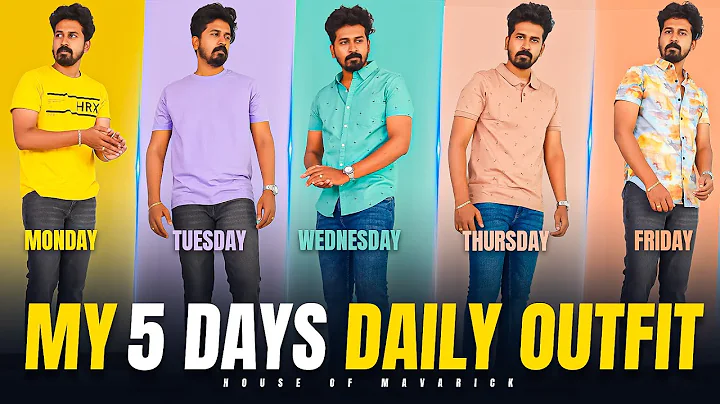 HRX
MONDAY
TUESDAY
WEDNESDAY
THURSDAY
FRIDAY
MY 5 DAYS DAILY OUTFIT
HOUSE OF MAVARICK